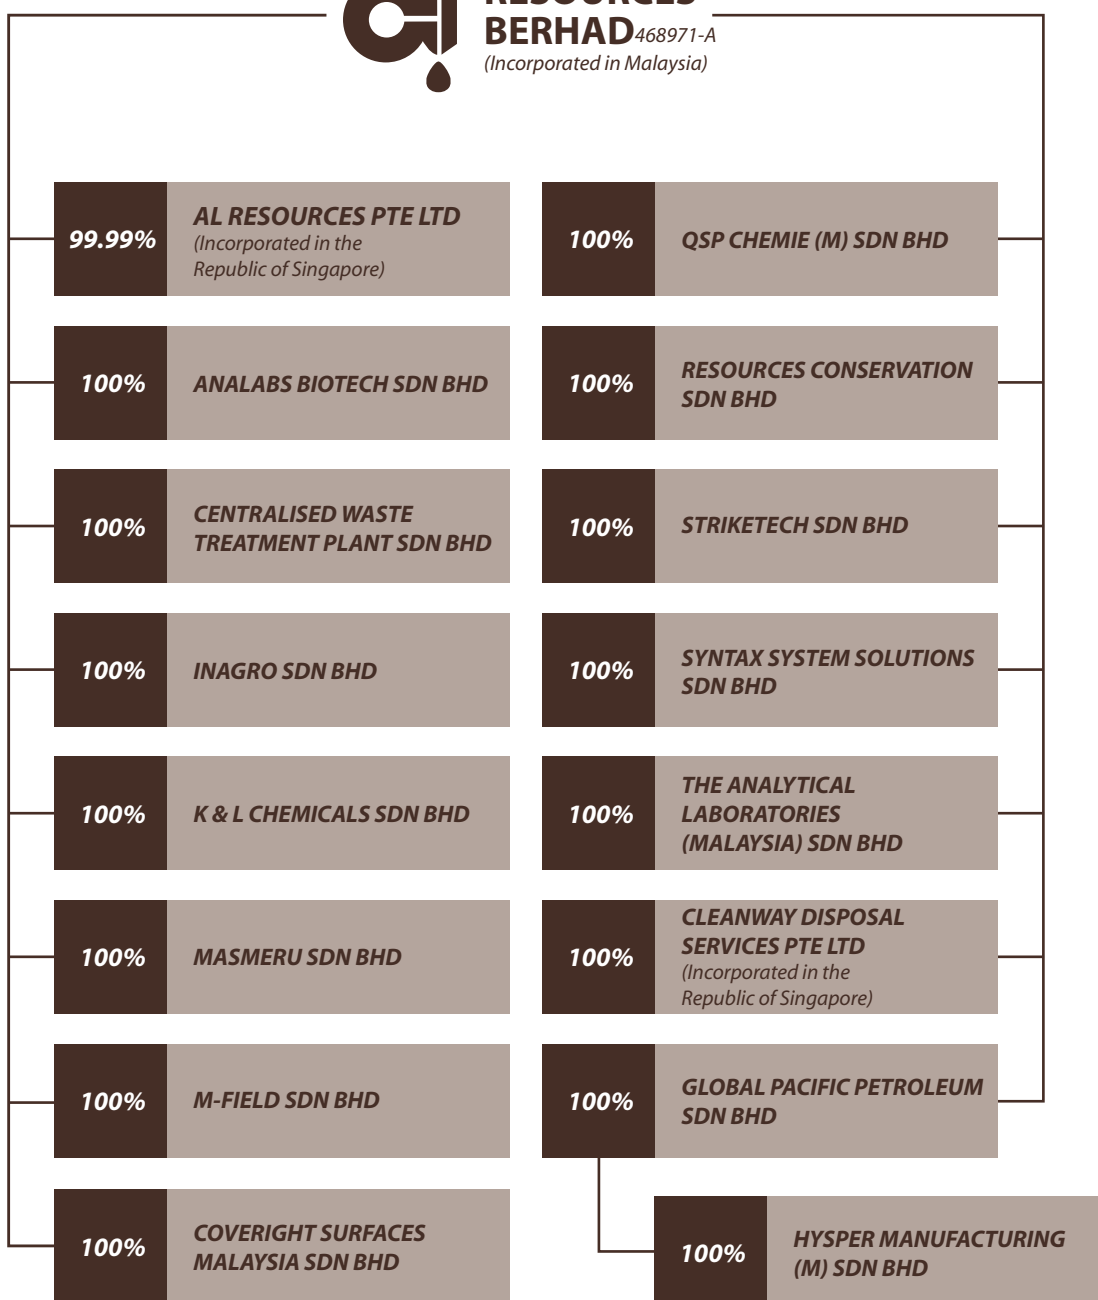 RESOURCES
BERHAD 468971-A
(Incorporated in Malaysia)
99.99%
AL RESOURCES PTE LTD
(Incorporated in the
Republic of Singapore)
100%
ANALABS BIOTECH SDN BHD
100%
CENTRALISED WASTE
TREATMENT PLANT SDN BHD
100%
INAGRO SDN BHD
100%
K & L CHEMICALS SDN BHD
100%
MASMERU SDN BHD
100%
M-FIELD SDN BHD
100%
COVERIGHT SURFACES
MALAYSIA SDN BHD
100%
QSP CHEMIE (M) SDN BHD
100%
RESOURCES CONSERVATION
SDN BHD
100%
STRIKETECH SDN BHD
100%
SYNTAX SYSTEM SOLUTIONS
SDN BHD
100%
THE ANALYTICAL
LABORATORIES
(MALAYSIA) SDN BHD
100%
CLEANWAY DISPOSAL
SERVICES PTE LTD
(Incorporated in the
Republic of Singapore)
100%
GLOBAL PACIFIC PETROLEUM
SDN BHD
100%
HYSPER MANUFACTURING
(M) SDN BHD